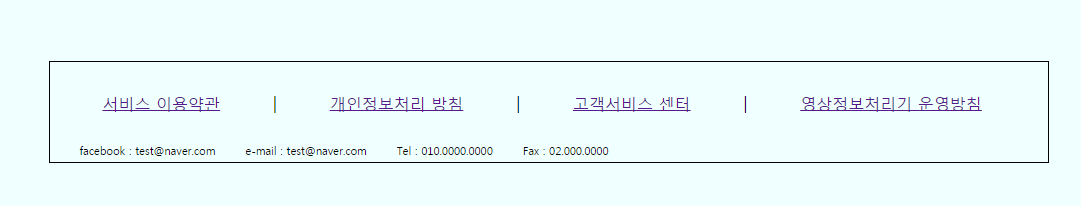 서비스 이용약관 | 개인정보처리 방침 | 고객서비스 센터 | 영상정보처리기 운영방침
facebook : test@naver.com e-mail : test@naver.com Tel : 010.0000.0000 Fax : 02.000.0000